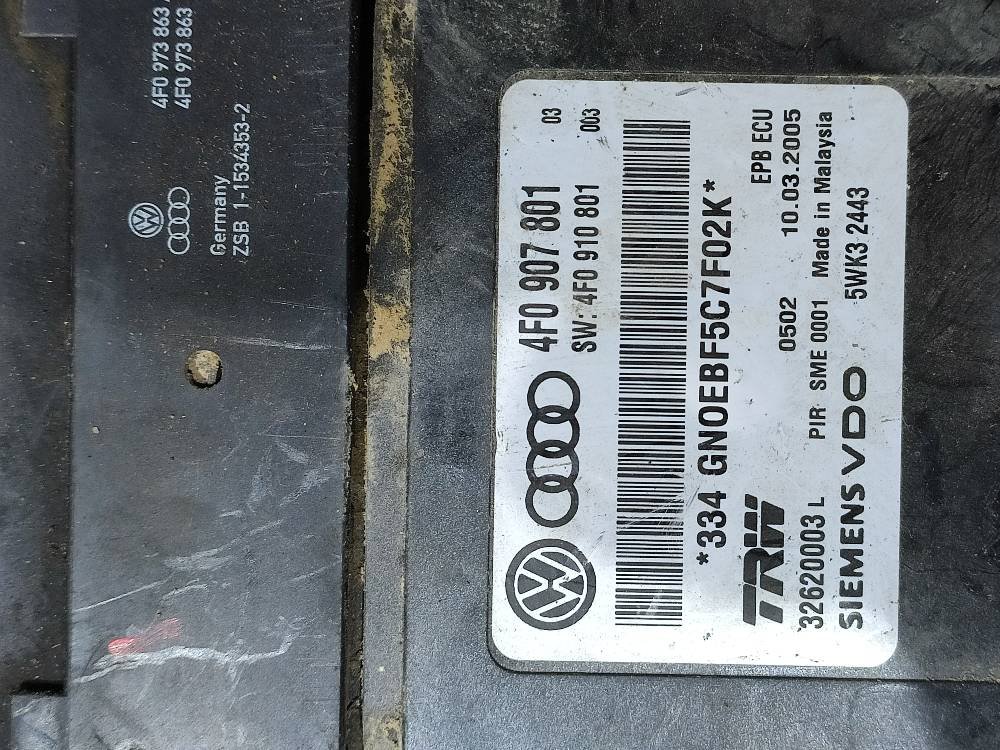 4F0 973 863
4F0 973 863
Germany
ZSB 1-1534353-2
4F0 907 801 03
SW: 4F0 910 801 003
*334 GN0EBF5C7F02K*
TRW
EPB ECU
0502 10.03.2005
32620003 L PIR SME 0001 Made in Malaysia
SIEMENS VDO 5WK3 2443